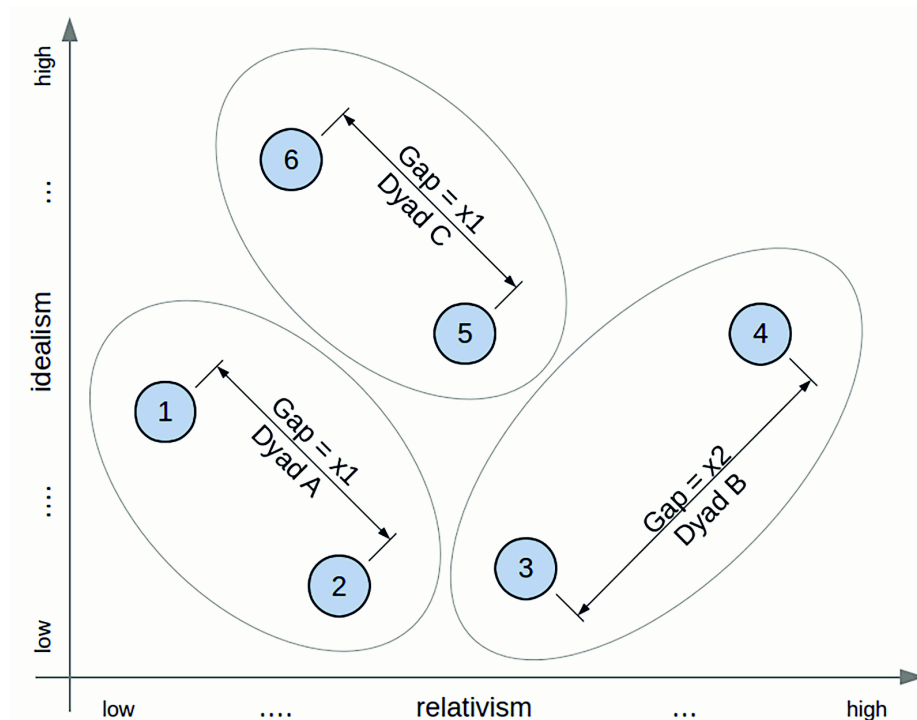 high
...
idealism
....
low
6
Gap = x1
Dyad C
5
4
1
Gap = x1
Dyad A
2
Gap = x2
Dyad B
3
low
....
relativism
...
high